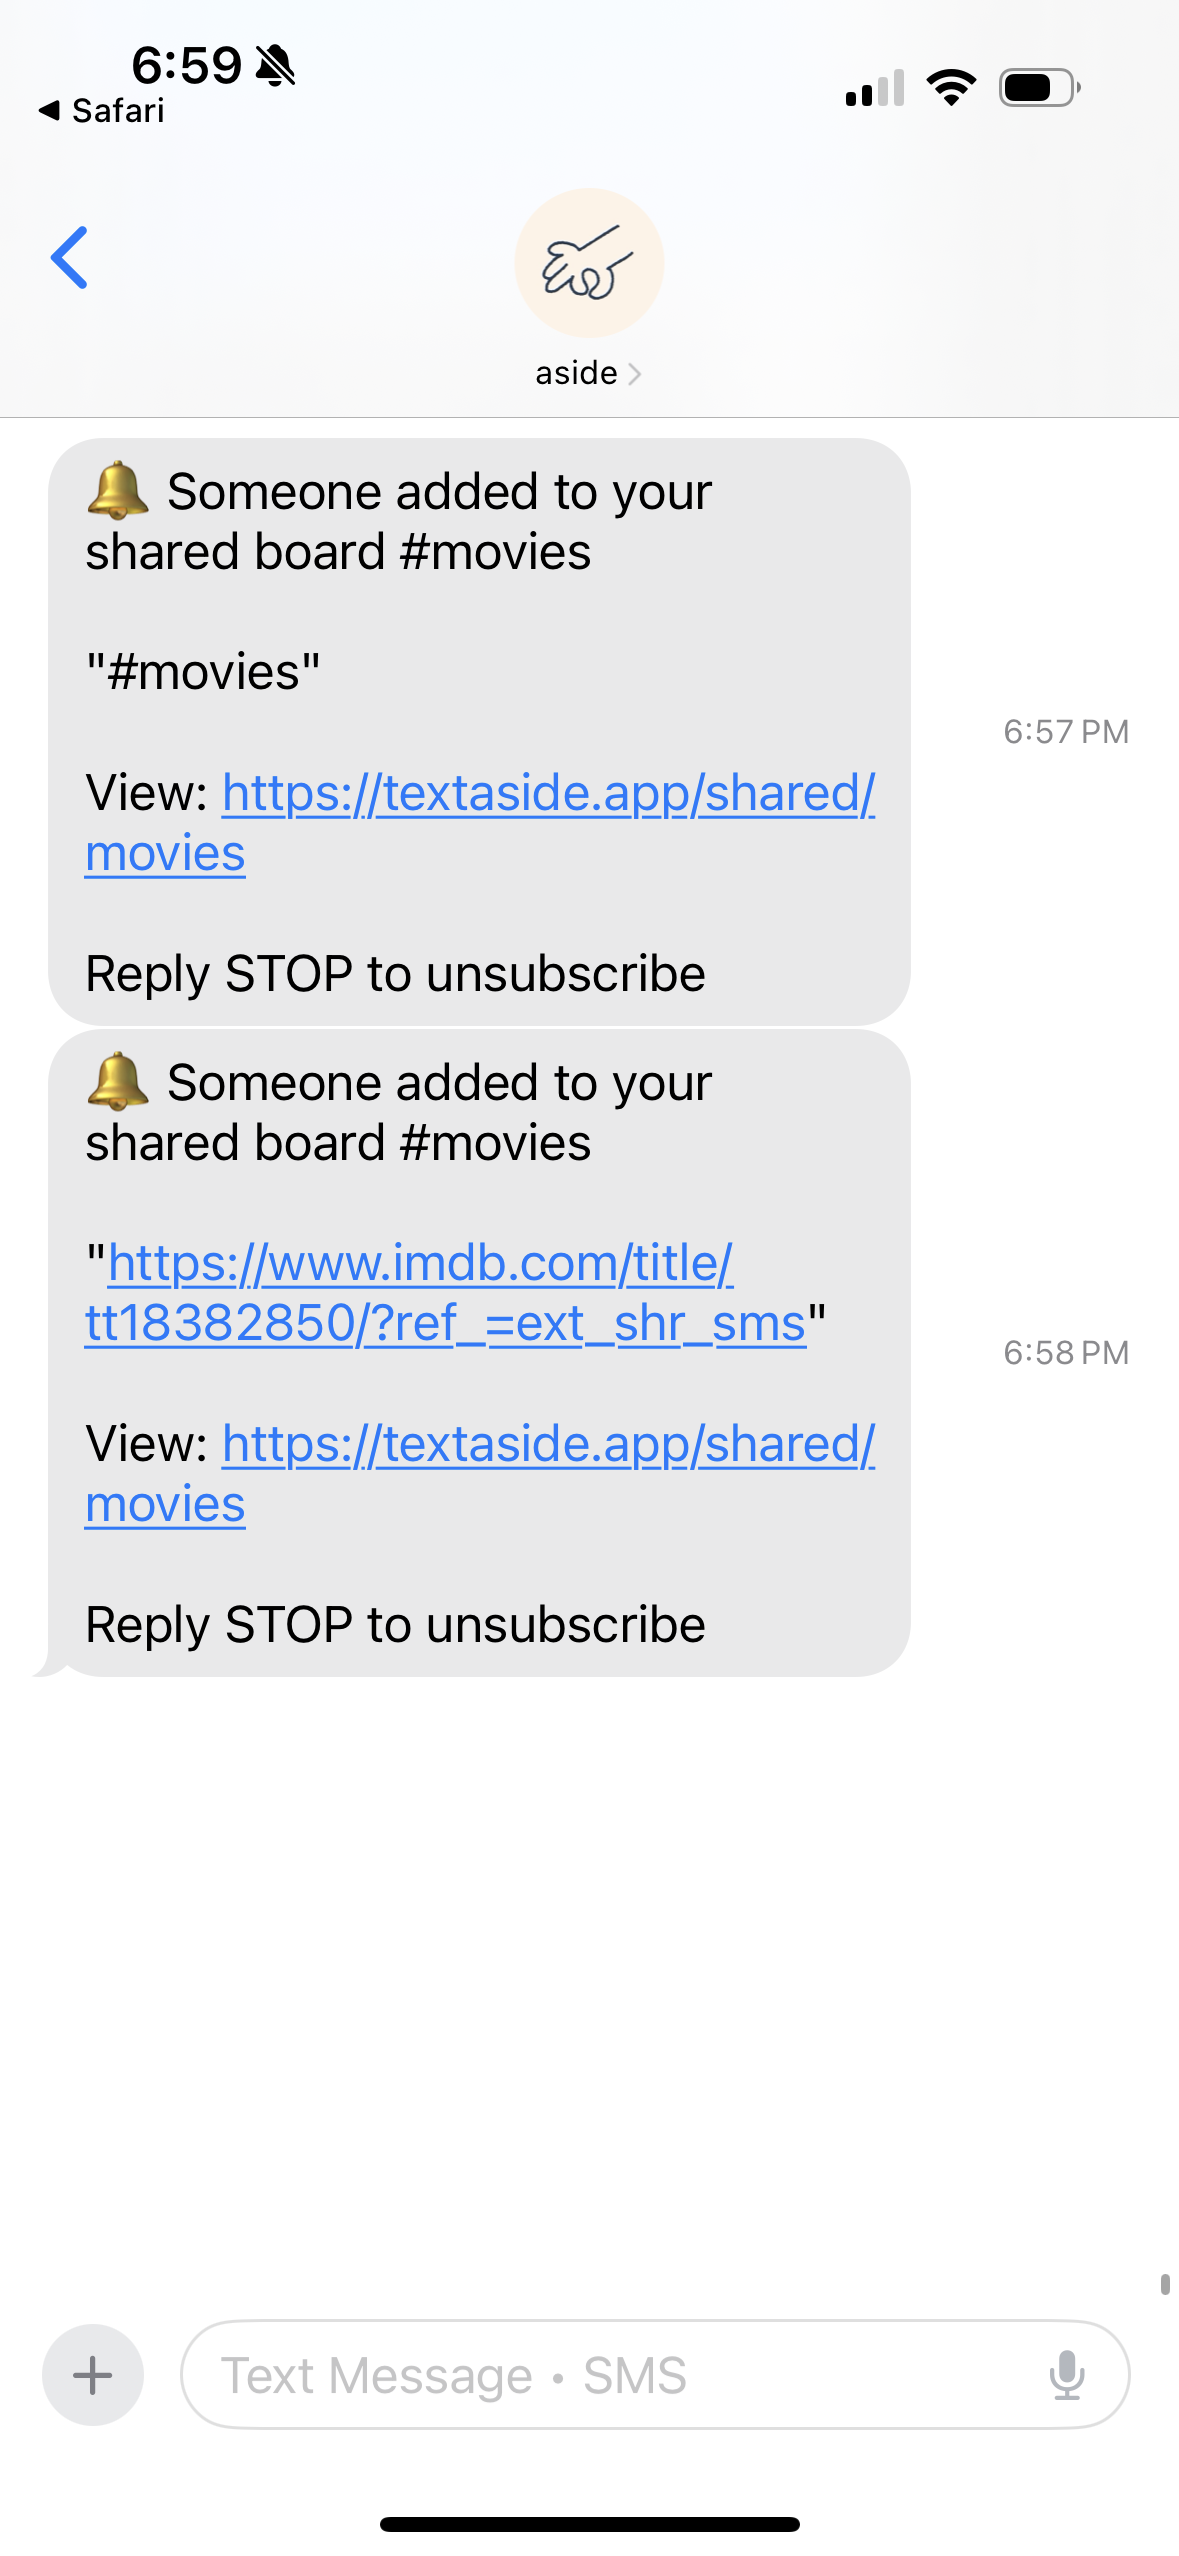 6:59
Safari
aside
🔔 Someone added to your
shared board #movies
"#movies"
6:57 PM
View: https://textaside.app/shared/
movies
Reply STOP to unsubscribe
🔔 Someone added to your
shared board #movies
"https://www.imdb.com/title/
tt18382850/?ref_=ext_shr_sms"
6:58 PM
View: https://textaside.app/shared/
movies
Reply STOP to unsubscribe
Text Message • SMS